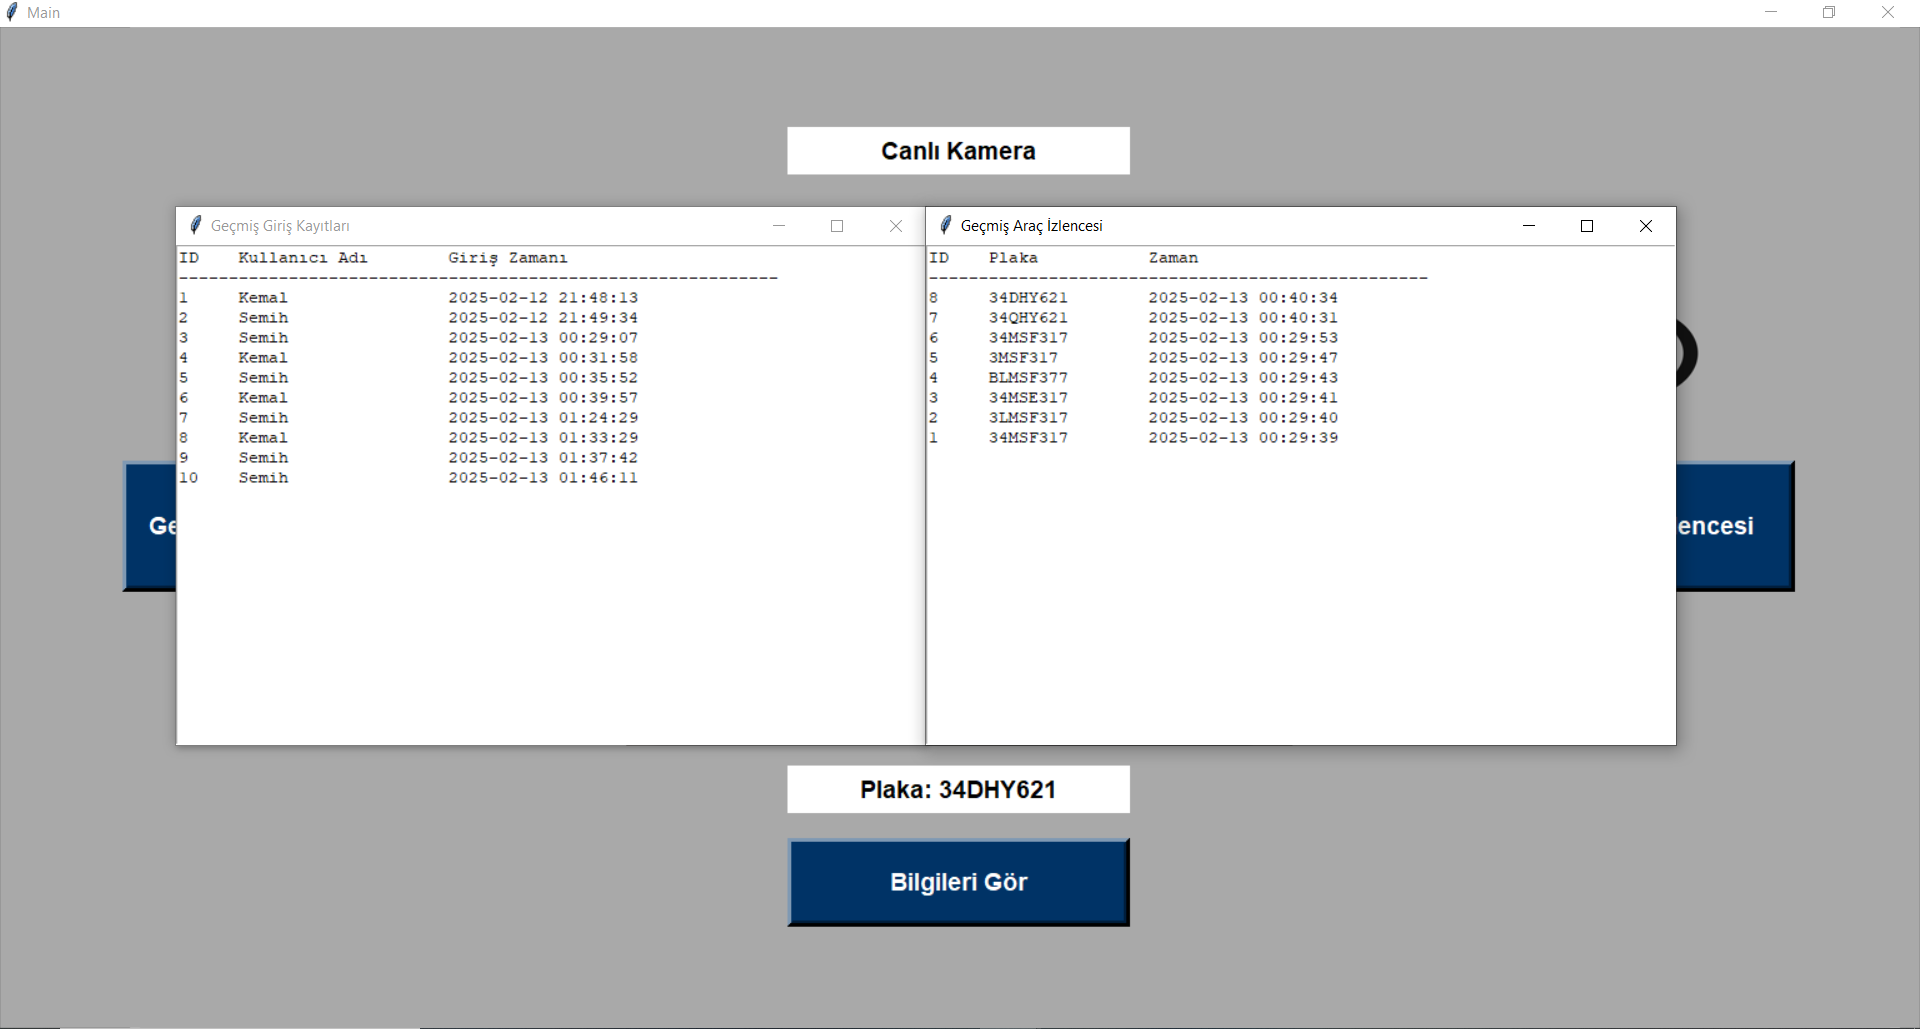 Main
Canlı Kamera
Geçmiş Giriş Kayıtları
ID Kullanıcı Adı Giriş Zamanı
------------------------------------------------------------
1 Kemal 2025-02-12 21:48:13
2 Semih 2025-02-12 21:49:34
3 Semih 2025-02-13 00:29:07
4 Kemal 2025-02-13 00:31:58
5 Semih 2025-02-13 00:35:52
6 Kemal 2025-02-13 00:39:57
7 Semih 2025-02-13 01:24:29
8 Kemal 2025-02-13 01:33:29
9 Semih 2025-02-13 01:37:42
10 Semih 2025-02-13 01:46:11
Geçmiş Araç İzlencesi
ID Plaka Zaman
--------------------------------------------------
8 34DHY621 2025-02-13 00:40:34
7 34QHY621 2025-02-13 00:40:31
6 34MSF317 2025-02-13 00:29:53
5 3MSF317 2025-02-13 00:29:47
4 BLMSF377 2025-02-13 00:29:43
3 34MSE317 2025-02-13 00:29:41
2 3LMSF317 2025-02-13 00:29:40
1 34MSF317 2025-02-13 00:29:39
Ge
encesi
Plaka: 34DHY621
Bilgileri Gör